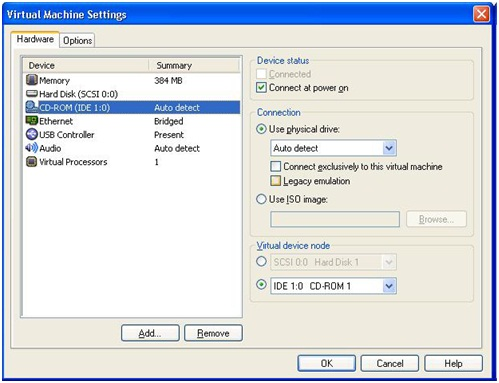 Virtual Machine Settings
Hardware Options
Device Summary
Memory 384 MB
Hard Disk (SCSI 0:0)
CD-ROM (IDE 1:0) Auto detect
Ethernet Bridged
USB Controller Present
Audio Auto detect
Virtual Processors 1
Add... Remove
Device status
Connected
Connect at power on
Connection
Use physical drive:
Auto detect
Connect exclusively to this virtual machine
Legacy emulation
Use ISO image:
Browse...
Virtual device node
SCSI 0:0 Hard Disk 1
IDE 1:0 CD-ROM 1
OK Cancel Help